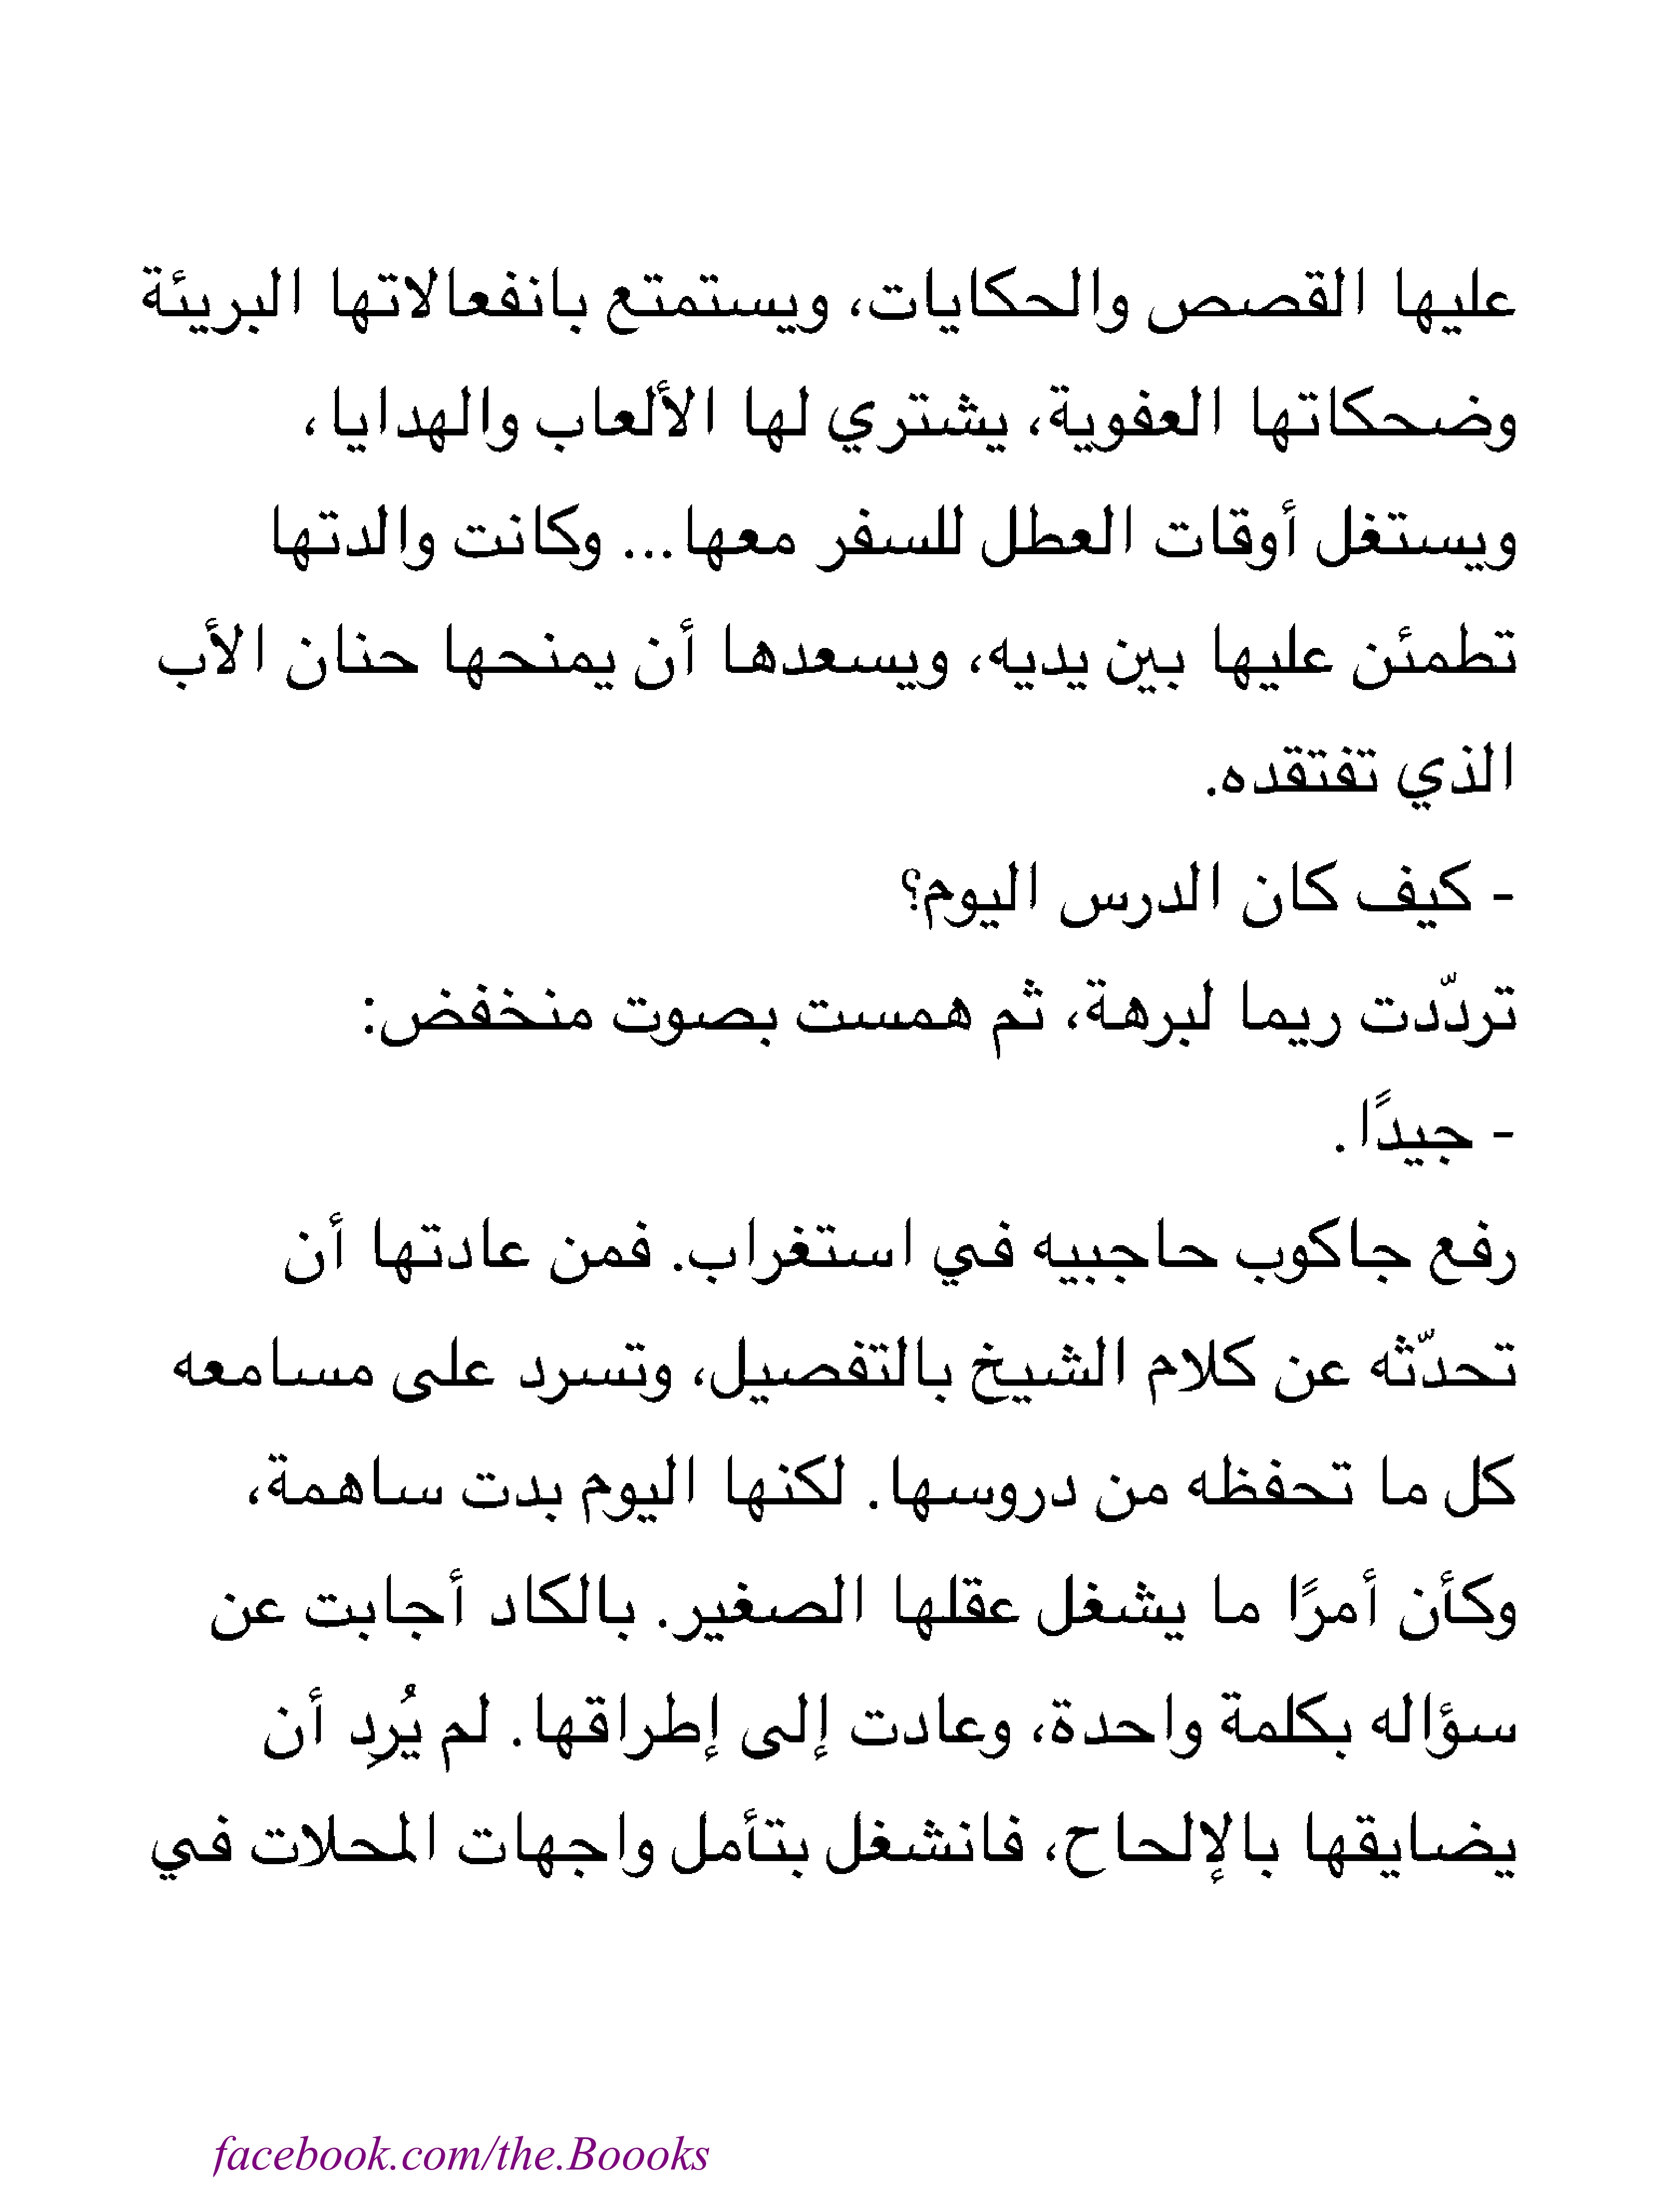 عليها القصص والحكايات، ويستمتع بانفعالاتها البريئة
وضحكاتها العفوية، يشتري لها الألعاب والهدايا،
ويستغل أوقات العطل للسفر معها... وكانت والدتها
تطمئن عليها بين يديه، ويسعدها أن يمنحها حنان الأب
الذي تفتقده.
- كيف كان الدرس اليوم؟
تردّدت ريما لبرهة، ثم همست بصوت منخفض:
- جيدًا.
رفع جاكوب حاجبيه في استغراب. فمن عادتها أن
تحدّثه عن كلام الشيخ بالتفصيل، وتسرد على مسامعه
كل ما تحفظه من دروسها. لكنها اليوم بدت ساهمة،
وكأن أمرًا ما يشغل عقلها الصغير. بالكاد أجابت عن
سؤاله بكلمة واحدة، وعادت إلى إطراقها. لم يُردِ أن
يضايقها بالإلحاح، فانشغل بتأمل واجهات المحلات في
facebook.com/the.Boooks